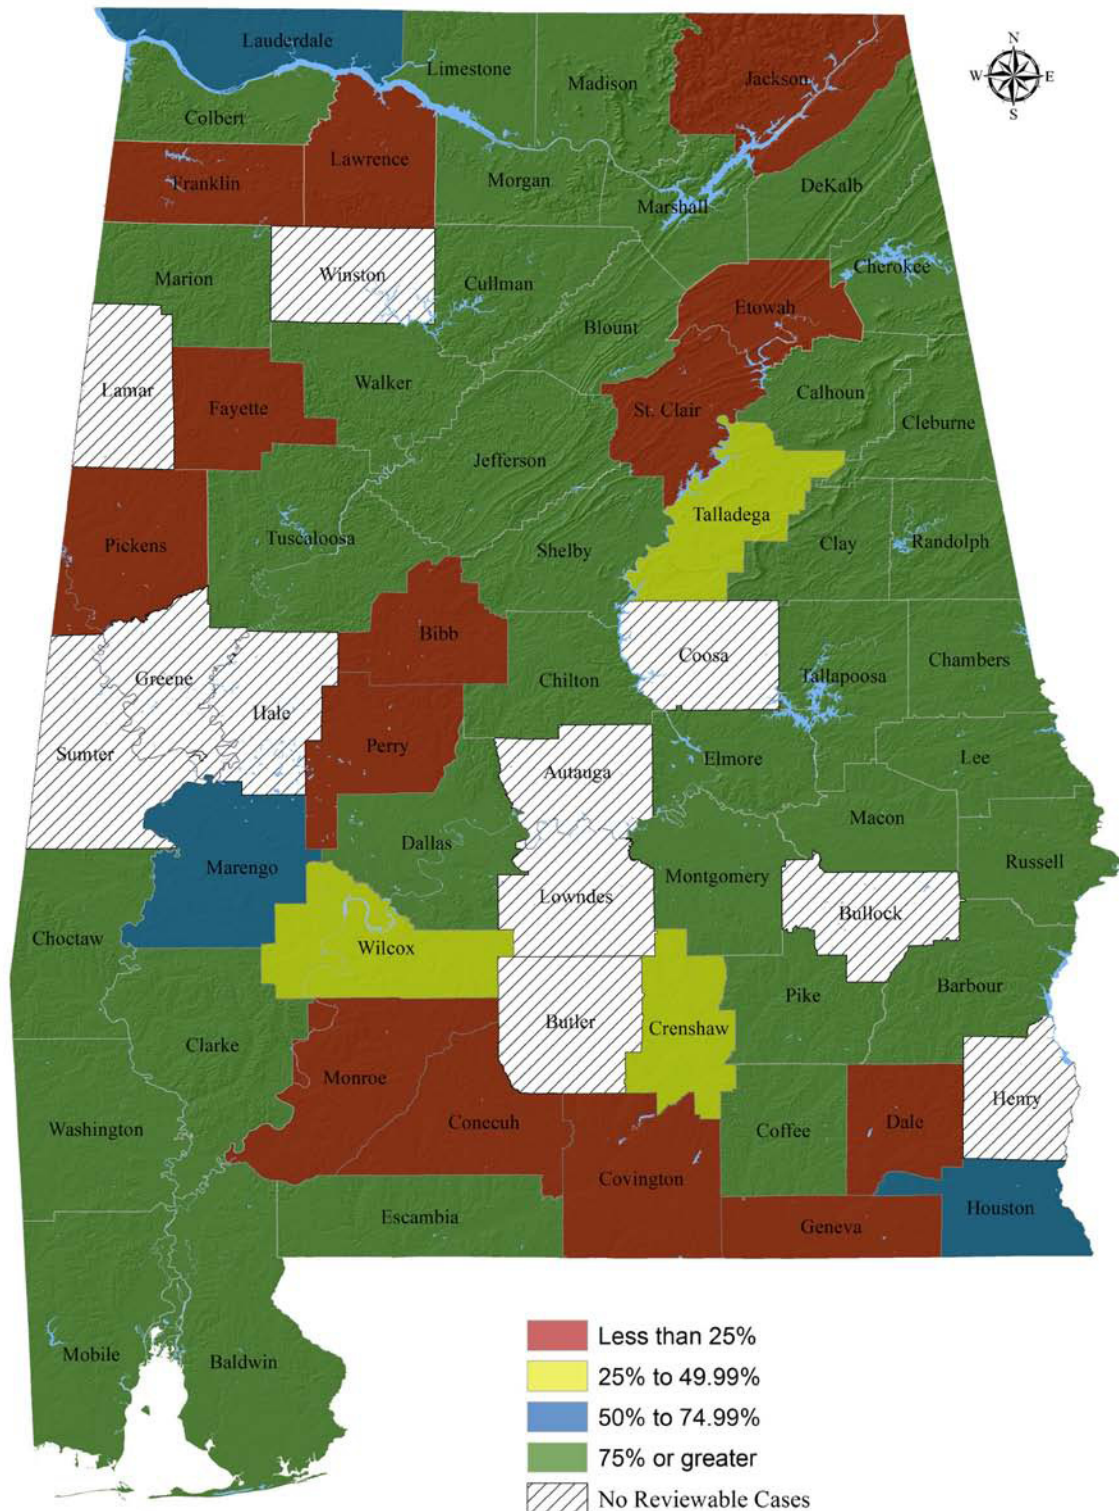 N
W E
S
Lauderdale
Limestone
Madison
Jackson
Colbert
Lawrence
Franklin
Morgan
Marshall
DeKalb
Marion
Winston
Cullman
Cherokee
Etowah
Blount
Lamar
Fayette
Walker
St. Clair
Calhoun
Cleburne
Jefferson
Talladega
Pickens
Tuscaloosa
Shelby
Clay
Randolph
Bibb
Coosa
Greene
Hale
Chilton
Tallapoosa
Chambers
Sumter
Perry
Autauga
Elmore
Lee
Dallas
Macon
Russell
Marengo
Montgomery
Lowndes
Bullock
Choctaw
Wilcox
Pike
Barbour
Clarke
Butler
Crenshaw
Monroe
Conecuh
Henry
Washington
Coffee
Dale
Covington
Escambia
Geneva
Houston
Mobile
Baldwin
Less than 25%
25% to 49.99%
50% to 74.99%
75% or greater
No Reviewable Cases